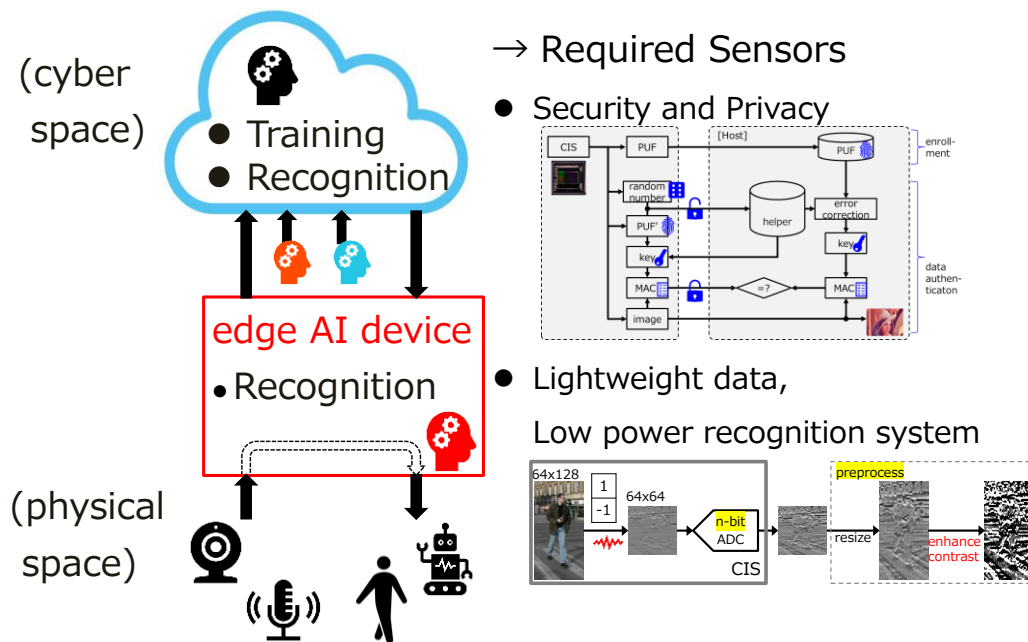 (cyber
space)
● Training
● Recognition
edge AI device
• Recognition
(physical
space)
→ Required Sensors
● Security and Privacy
[Host]
CIS
PUF
PUF
enroll-
ment
random
number
helper
error
correction
PUF'
key
key
MAC
=?
MAC
image
data
authenticaton
● Lightweight data,
Low power recognition system
64x128
1
-1
64x64
n-bit
ADC
CIS
preprocess
resize
enhance
contrast